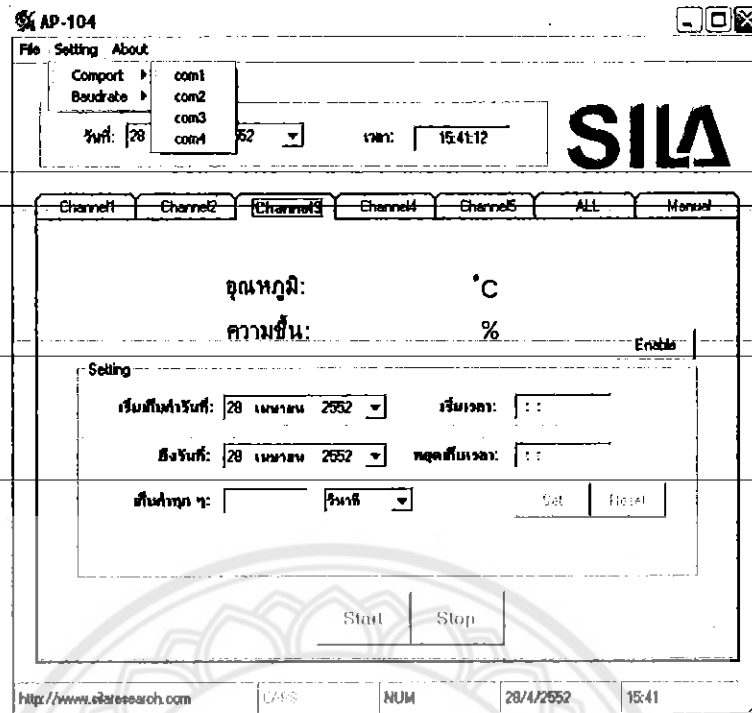 AP-104
File Setting About
Comport com1
Baudrate com2
com3
com4
วันที่: 28 52 เวลา: 15:41:12
SILA
Channel1 Channel2 Channel3 Channel4 Channel5 ALL Manual
อุณหภูมิ: °C
ความชื้น: %
Enable
Setting
เริ่มเก็บค่าวันที่: 28 เมษายน 2552 เริ่มเวลา: : :
ถึงวันที่: 28 เมษายน 2552 หยุดเก็บเวลา: : :
เก็บค่าทุก ๆ: วินาที Set Reset
Start Stop
http://www.silaresearch.com CAPS NUM 28/4/2552 15:41